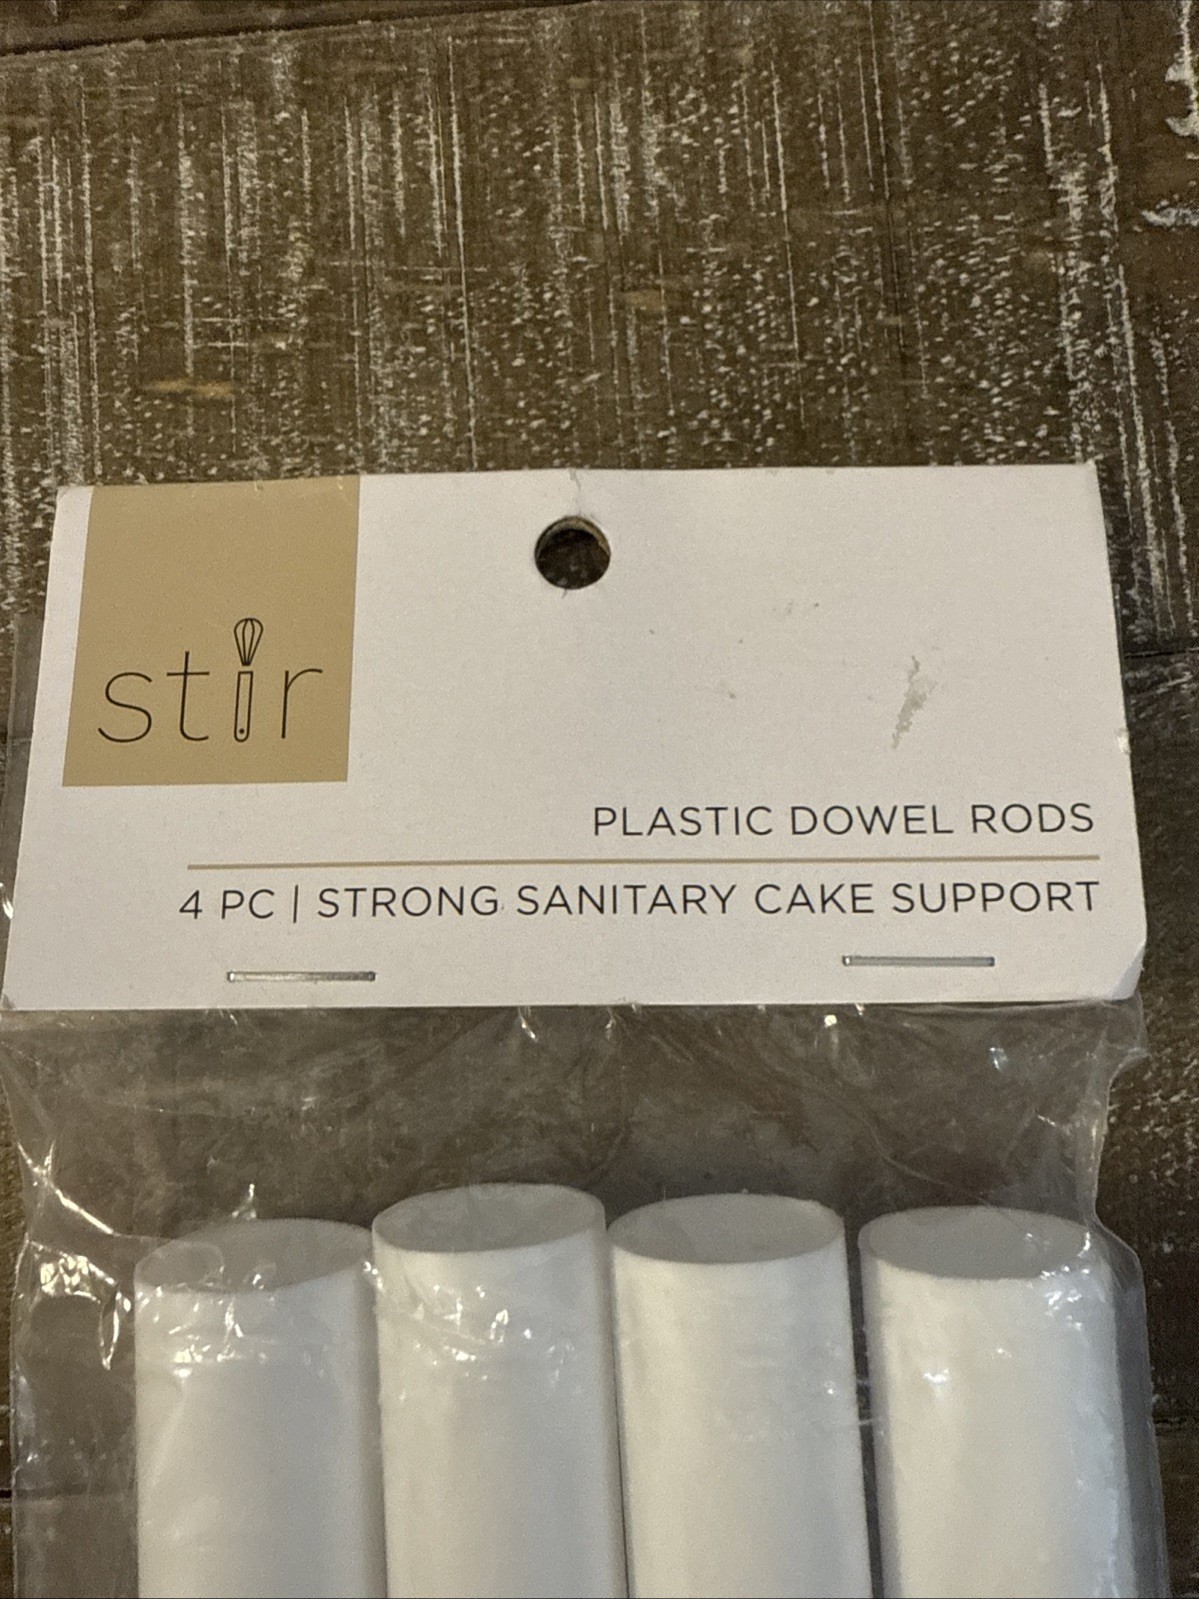 stir
PLASTIC DOWEL RODS
4 PC | STRONG SANITARY CAKE SUPPORT